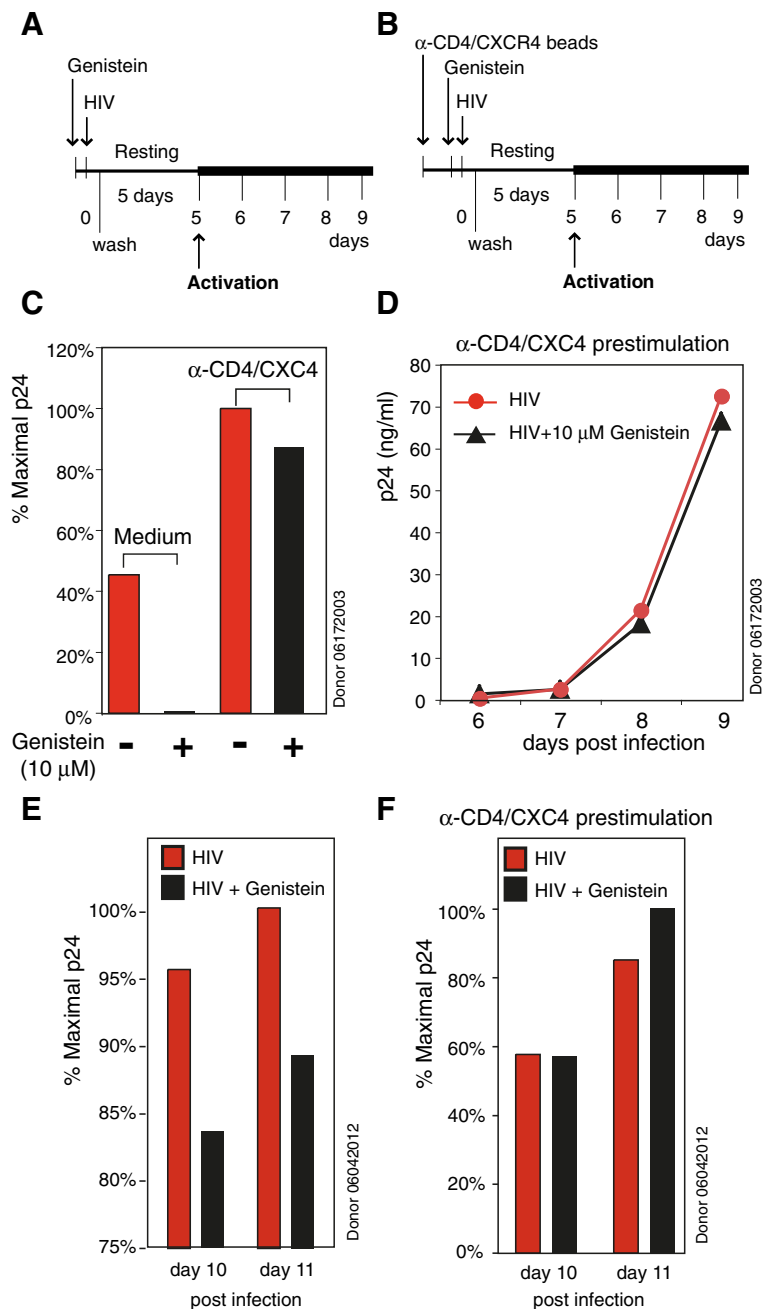 A
Genistein
HIV
Resting
5 days
0
5
6
7
8
9
wash
days
Activation
B
α-CD4/CXCR4 beads
Genistein
HIV
Resting
5 days
0
5
6
7
8
9
wash
days
Activation
C
% Maximal p24
120%
100%
80%
60%
40%
20%
0%
α-CD4/CXC4
Medium
Donor 06172003
Genistein
(10 μM)
- + - +
D
α-CD4/CXC4 prestimulation
p24 (ng/ml)
80
70
60
50
40
30
20
10
0
HIV
HIV+10 μM Genistein
6 7 8 9
days post infection
Donor 06172003
E
% Maximal p24
HIV
HIV + Genistein
100%
95%
90%
85%
80%
75%
day 10 day 11
post infection
Donor 06042012
F
α-CD4/CXC4 prestimulation
% Maximal p24
HIV
HIV + Genistein
100%
80%
60%
40%
20%
0%
day 10 day 11
post infection
Donor 06042012